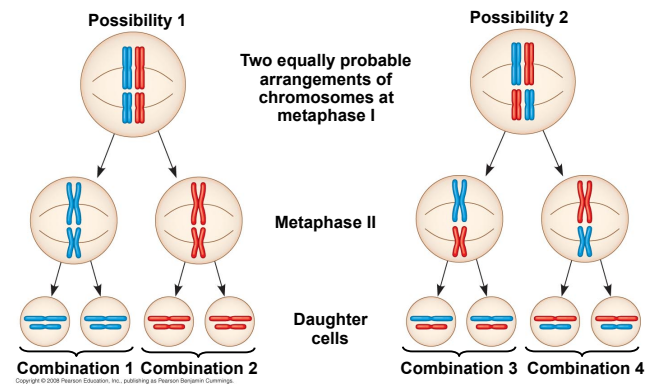 Possibility 1
Possibility 2
Two equally probable
arrangements of
chromosomes at
metaphase I
Metaphase II
Daughter
cells
Combination 1
Combination 2
Combination 3
Combination 4
Copyright © 2008 Pearson Education, Inc., publishing as Pearson Benjamin Cummings.